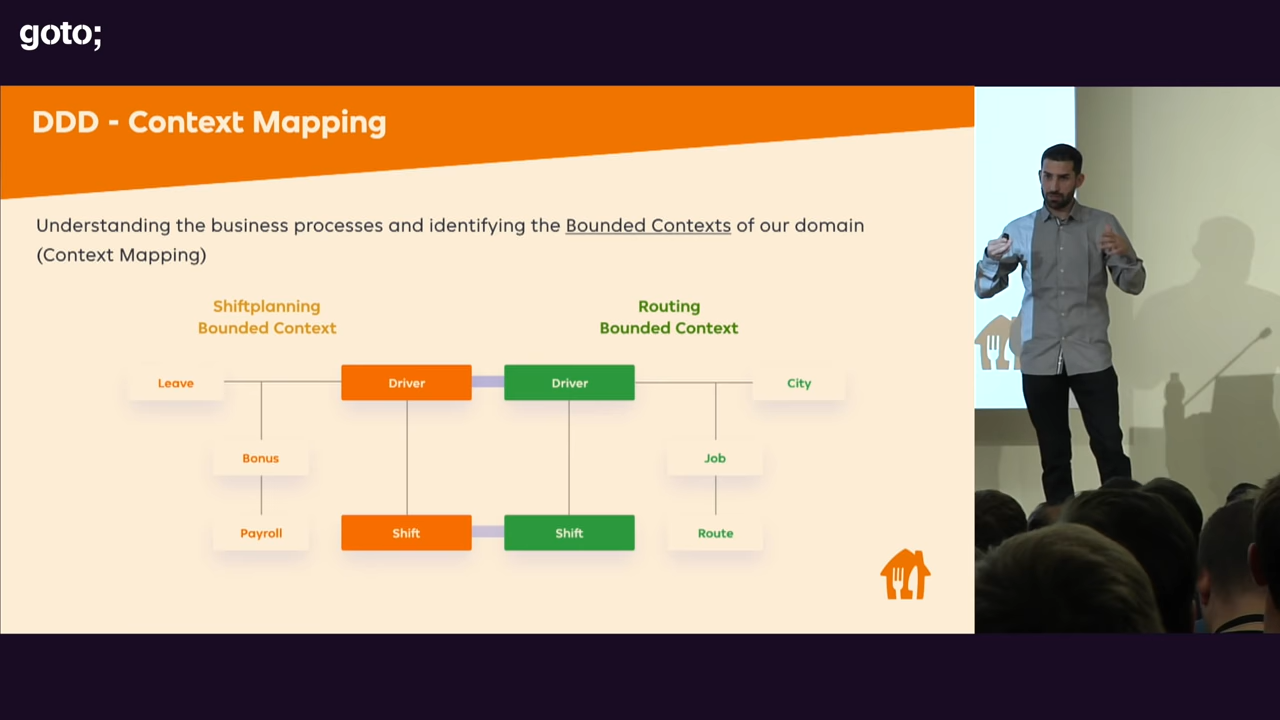 goto;
DDD - Context Mapping
Understanding the business processes and identifying the Bounded Contexts of our domain
(Context Mapping)
Shiftplanning
Bounded Context
Routing
Bounded Context
Leave
Driver
Driver
City
Bonus
Job
Payroll
Shift
Shift
Route